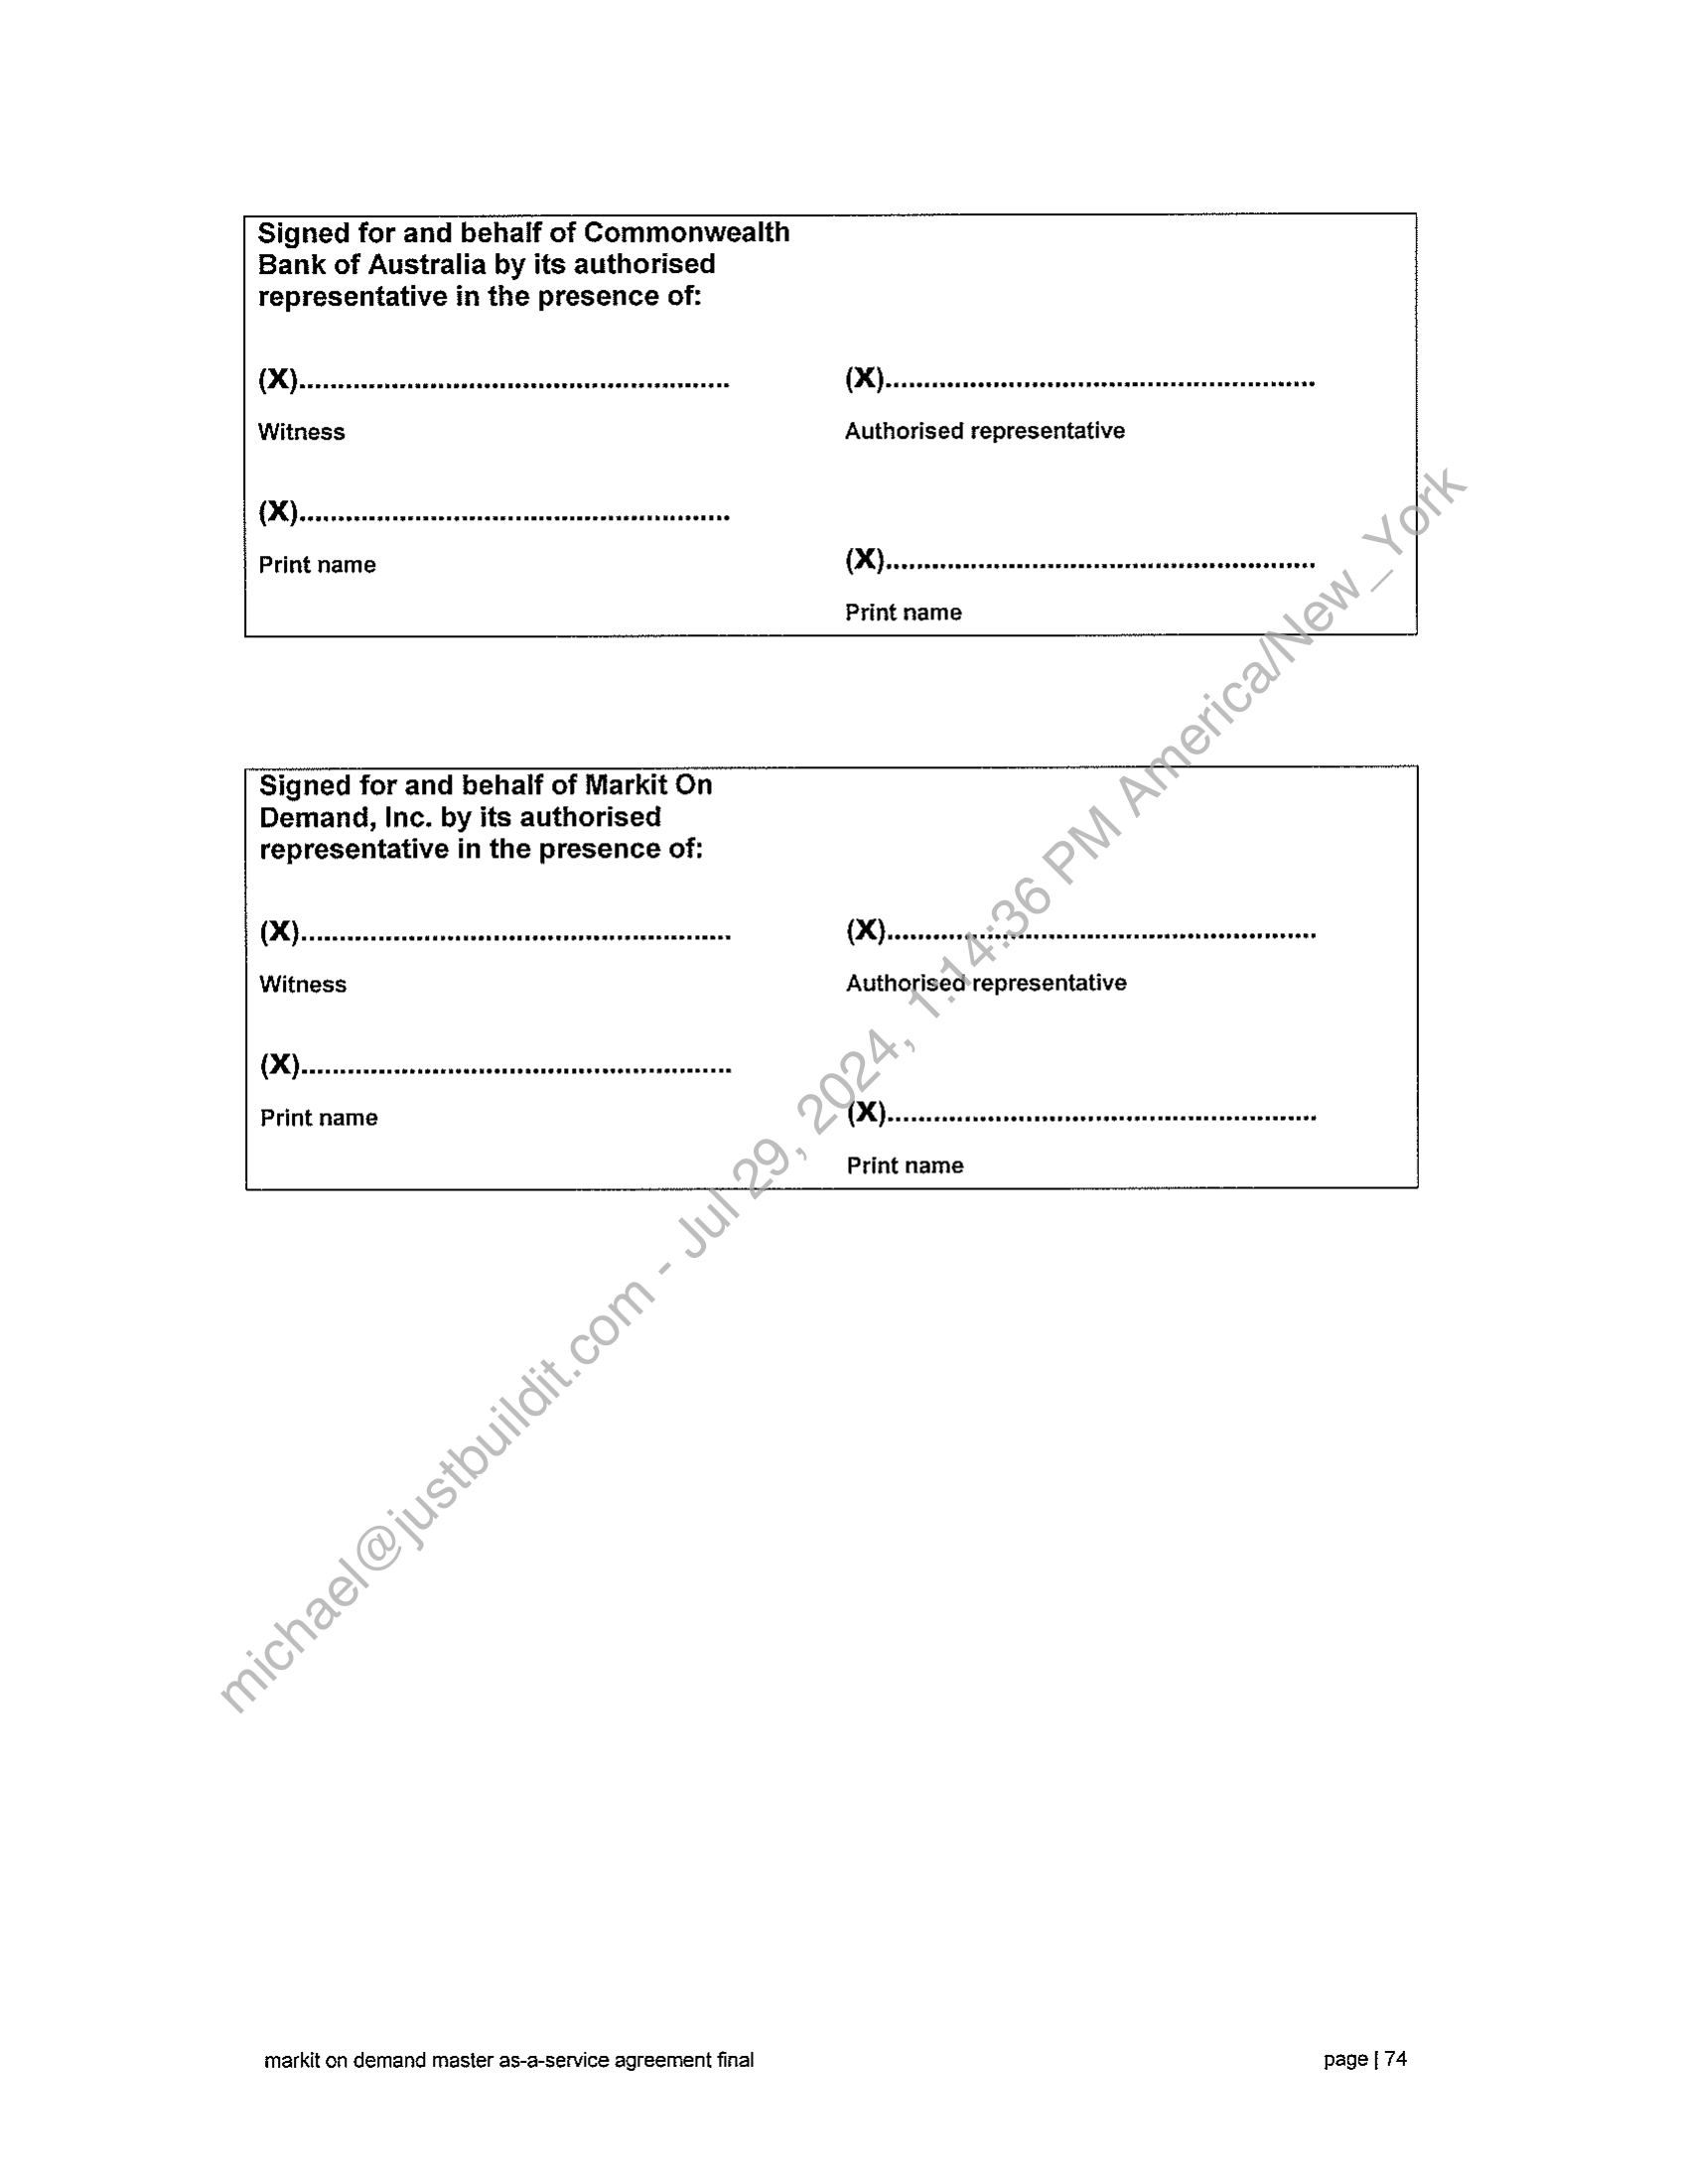 Signed for and behalf of Commonwealth
Bank of Australia by its authorised
representative in the presence of:
(X)........................................................ (X)........................................................
Witness Authorised representative
(X)........................................................
Print name
(X)........................................................
Print name
Signed for and behalf of Markit On
Demand, Inc. by its authorised
representative in the presence of:
(X)........................................................ (X)........................................................
Witness Authorised representative
(X)........................................................
Print name
(X)........................................................
Print name
michael@justbuildit.com - Jul 29, 2024, 1:14:36 PM America/New_York
markit on demand master as-a-service agreement final page | 74